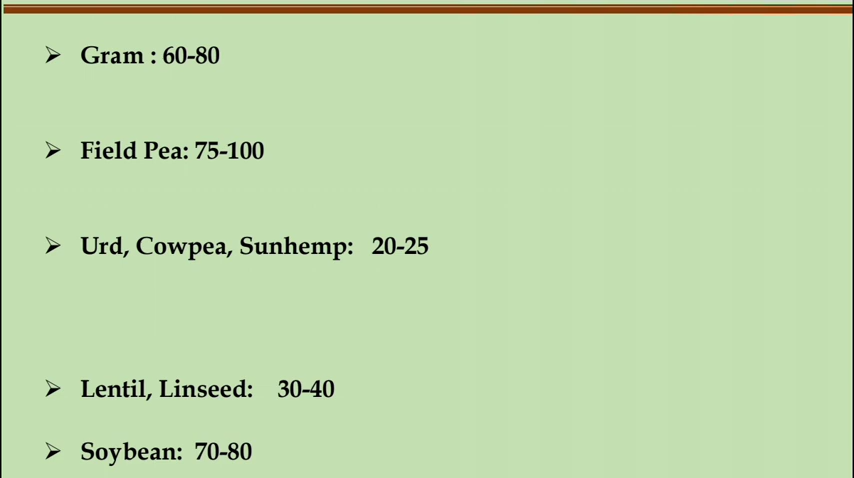 ➢ Gram : 60-80
➢ Field Pea: 75-100
➢ Urd, Cowpea, Sunhemp: 20-25
➢ Lentil, Linseed: 30-40
➢ Soybean: 70-80